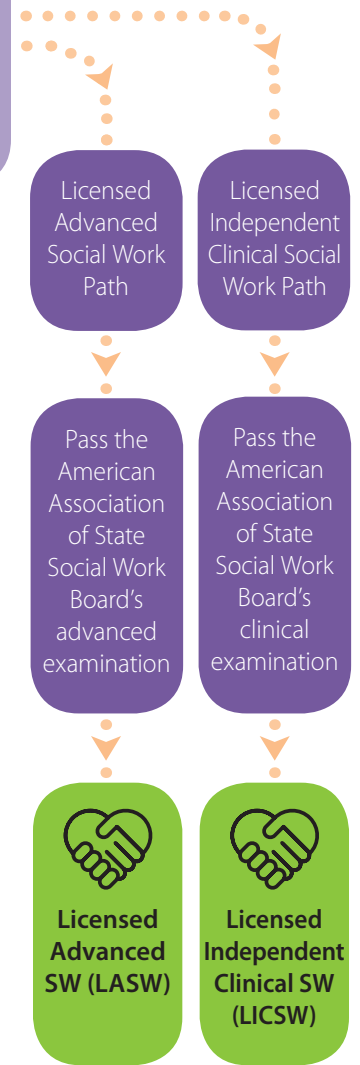 Licensed
Advanced
Social Work
Path
Licensed
Independent
Clinical Social
Work Path
Pass the
American
Association
of State
Social Work
Board's
advanced
examination
Pass the
American
Association
of State
Social Work
Board's
clinical
examination
Licensed
Advanced
SW (LASW)
Licensed
Independent
Clinical SW
(LICSW)